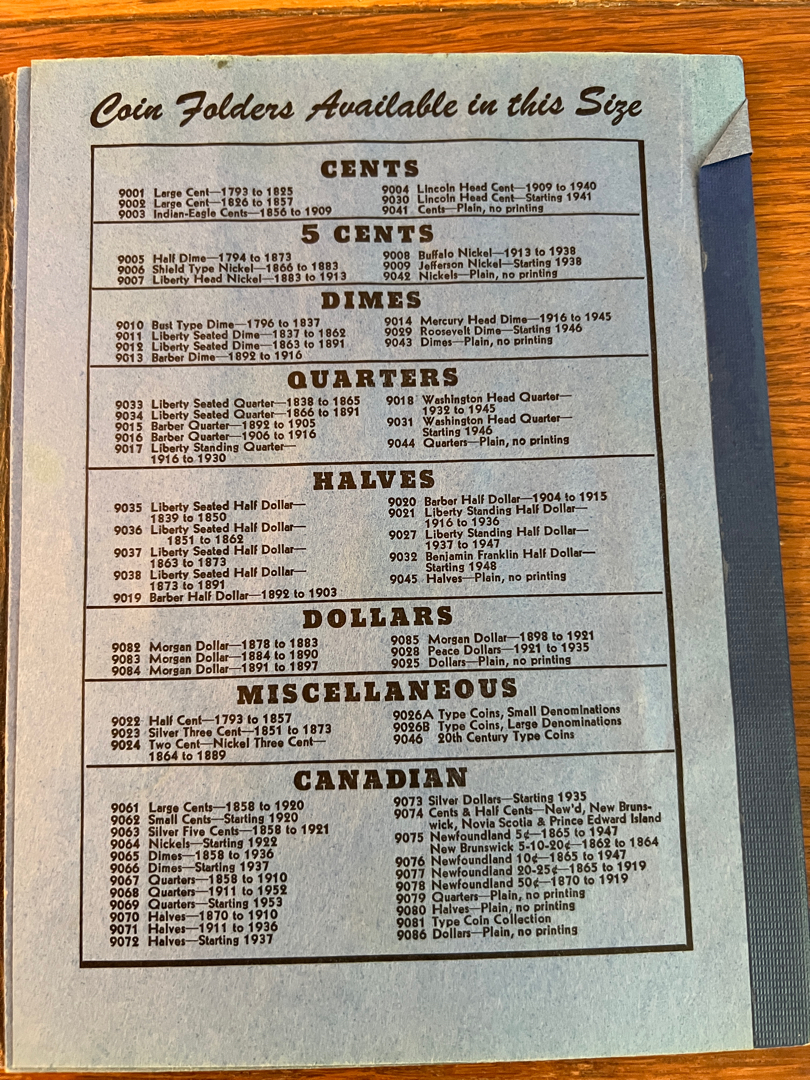 Coin Folders Available in this Size
CENTS
9001 Large Cent—1793 to 1825
9002 Large Cent—1826 to 1857
9003 Indian-Eagle Cents—1856 to 1909
9004 Lincoln Head Cent—1909 to 1940
9030 Lincoln Head Cent—Starting 1941
9041 Cents—Plain, no printing
5 CENTS
9005 Half Dime—1794 to 1873
9006 Shield Type Nickel—1866 to 1883
9007 Liberty Head Nickel—1883 to 1913
9008 Buffalo Nickel—1913 to 1938
9009 Jefferson Nickel—Starting 1938
9042 Nickels—Plain, no printing
DIMES
9010 Bust Type Dime—1796 to 1837
9011 Liberty Seated Dime—1837 to 1862
9012 Liberty Seated Dime—1863 to 1891
9013 Barber Dime—1892 to 1916
9014 Mercury Head Dime—1916 to 1945
9029 Roosevelt Dime—Starting 1946
9043 Dimes—Plain, no printing
QUARTERS
9033 Liberty Seated Quarter—1838 to 1865
9034 Liberty Seated Quarter—1866 to 1891
9015 Barber Quarter—1892 to 1905
9016 Barber Quarter—1906 to 1916
9017 Liberty Standing Quarter—
1916 to 1930
9018 Washington Head Quarter—
1932 to 1945
9031 Washington Head Quarter—
Starting 1946
9044 Quarters—Plain, no printing
HALVES
9035 Liberty Seated Half Dollar—
1839 to 1850
9036 Liberty Seated Half Dollar—
1851 to 1862
9037 Liberty Seated Half Dollar—
1863 to 1873
9038 Liberty Seated Half Dollar—
1873 to 1891
9019 Barber Half Dollar—1892 to 1903
9020 Barber Half Dollar—1904 to 1915
9021 Liberty Standing Half Dollar—
1916 to 1936
9027 Liberty Standing Half Dollar—
1937 to 1947
9032 Benjamin Franklin Half Dollar—
Starting 1948
9045 Halves—Plain, no printing
DOLLARS
9082 Morgan Dollar—1878 to 1883
9083 Morgan Dollar—1884 to 1890
9084 Morgan Dollar—1891 to 1897
9085 Morgan Dollar—1898 to 1921
9028 Peace Dollars—1921 to 1935
9025 Dollars—Plain, no printing
MISCELLANEOUS
9022 Half Cent—1793 to 1857
9023 Silver Three Cent—1851 to 1873
9024 Two Cent—Nickel Three Cent—
1864 to 1889
9026A Type Coins, Small Denominations
9026B Type Coins, Large Denominations
9046 20th Century Type Coins
CANADIAN
9061 Large Cents—1858 to 1920
9062 Small Cents—Starting 1920
9063 Silver Five Cents—1858 to 1921
9064 Nickels—Starting 1922
9065 Dimes—1858 to 1936
9066 Dimes—Starting 1937
9067 Quarters—1858 to 1910
9068 Quarters—1911 to 1952
9069 Quarters—Starting 1953
9070 Halves—1870 to 1910
9071 Halves—1911 to 1936
9072 Halves—Starting 1937
9073 Silver Dollars—Starting 1935
9074 Cents & Half Cents—New'd, New Bruns-
wick, Novia Scotia & Prince Edward Island
9075 Newfoundland 5¢—1865 to 1947
New Brunswick 5-10-20¢—1862 to 1864
9076 Newfoundland 10¢—1865 to 1947
9077 Newfoundland 20-25¢—1865 to 1919
9078 Newfoundland 50¢—1870 to 1919
9079 Quarters—Plain, no printing
9080 Halves—Plain, no printing
9081 Type Coin Collection
9086 Dollars—Plain, no printing